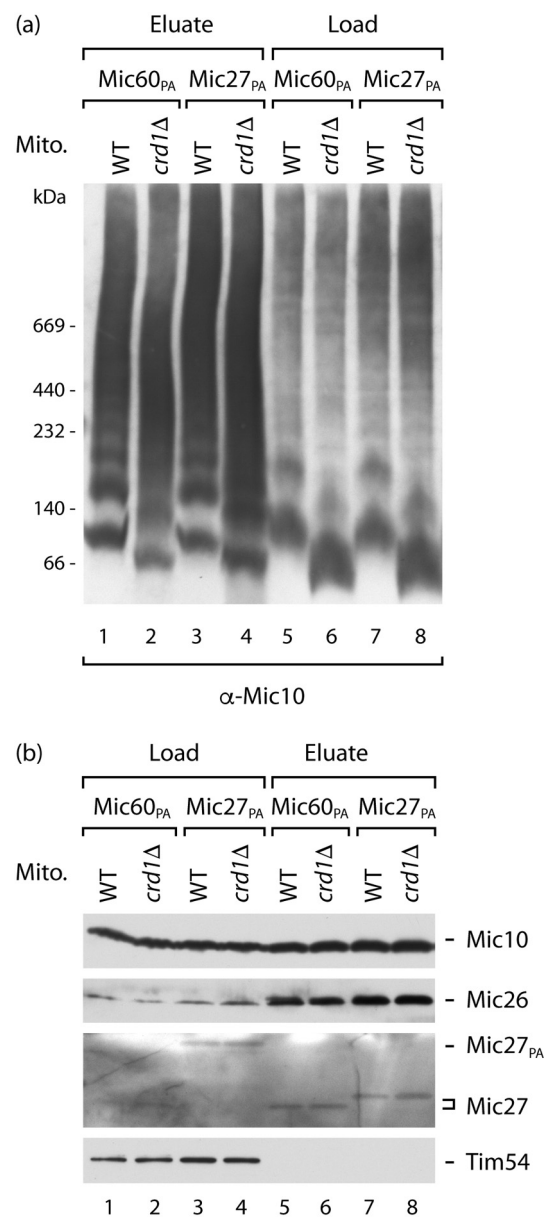 (a)
Eluate Load
Mic60PA Mic27PA Mic60PA Mic27PA
Mito. WT crd1Δ WT crd1Δ WT crd1Δ WT crd1Δ
kDa
669 -
440 -
232 -
140 -
66 -
1 2 3 4 5 6 7 8
α-Mic10
(b)
Load Eluate
Mic60PA Mic27PA Mic60PA Mic27PA
Mito. WT crd1Δ WT crd1Δ WT crd1Δ WT crd1Δ
- Mic10
- Mic26
- Mic27PA
Mic27
- Tim54
1 2 3 4 5 6 7 8